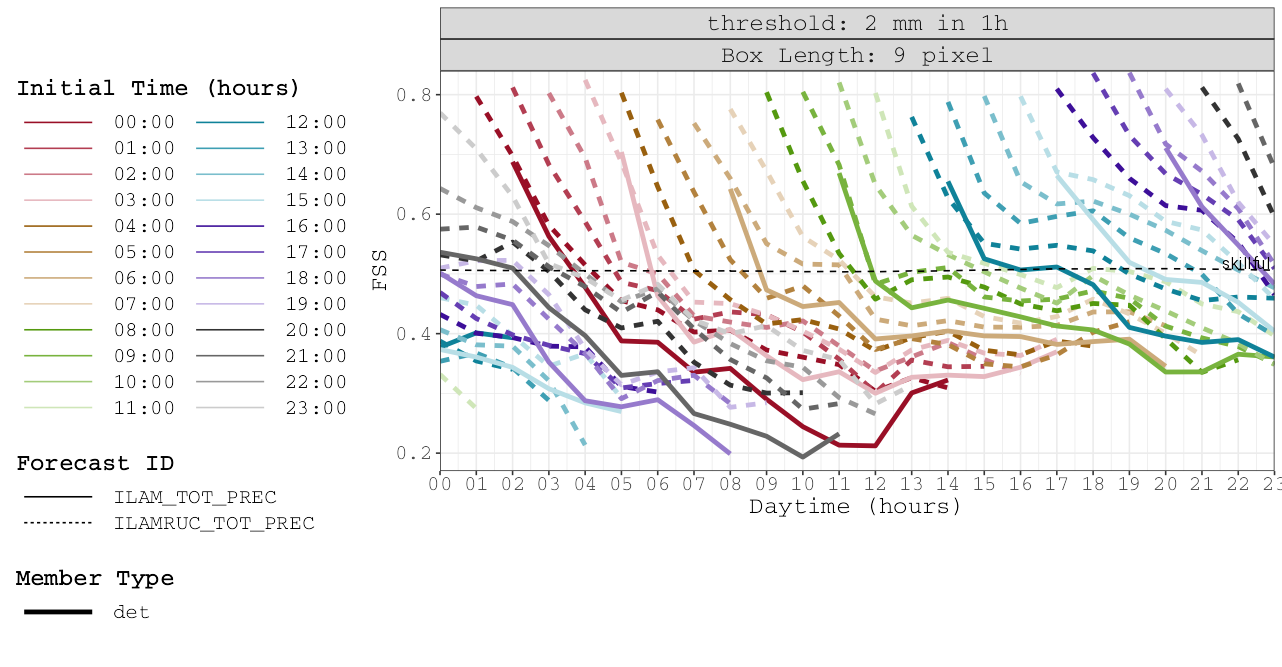 threshold: 2 mm in 1h
Box Length: 9 pixel
Initial Time (hours)
00:00 12:00
01:00 13:00
02:00 14:00
03:00 15:00
04:00 16:00
05:00 17:00
06:00 18:00
07:00 19:00
08:00 20:00
09:00 21:00
10:00 22:00
11:00 23:00
Forecast ID
ILAM_TOT_PREC
ILAMRUC_TOT_PREC
Member Type
det
FSS
0.8
0.6
0.4
0.2
skillful
00 01 02 03 04 05 06 07 08 09 10 11 12 13 14 15 16 17 18 19 20 21 22 23
Daytime (hours)